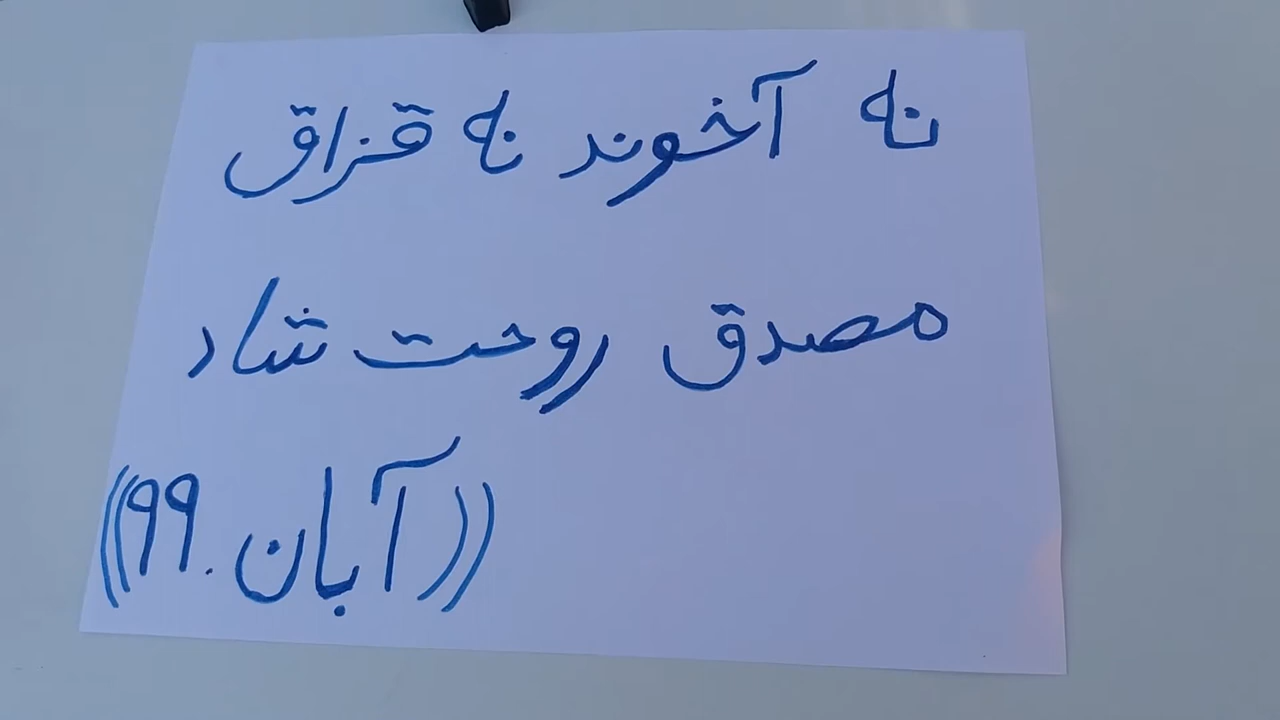 نه آخوند نه قزاق
مصدق روحت شاد
((آبان.۹۹))